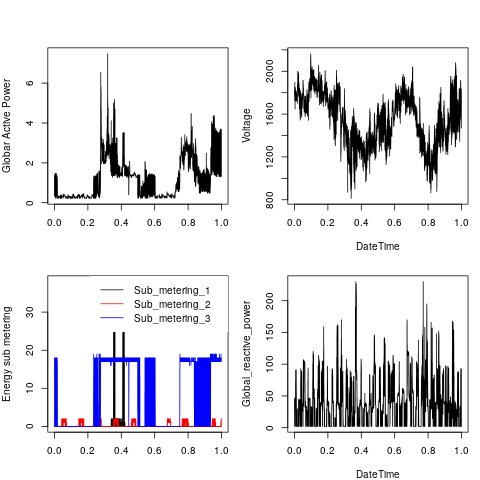 Globar Active Power
0 2 4 6
0.0 0.2 0.4 0.6 0.8 1.0
Voltage
800 1200 1600 2000
0.0 0.2 0.4 0.6 0.8 1.0
DateTime
Energy sub metering
0 10 20 30
Sub_metering_1
Sub_metering_2
Sub_metering_3
0.0 0.2 0.4 0.6 0.8 1.0
Global_reactive_power
0 50 100 150 200
0.0 0.2 0.4 0.6 0.8 1.0
DateTime